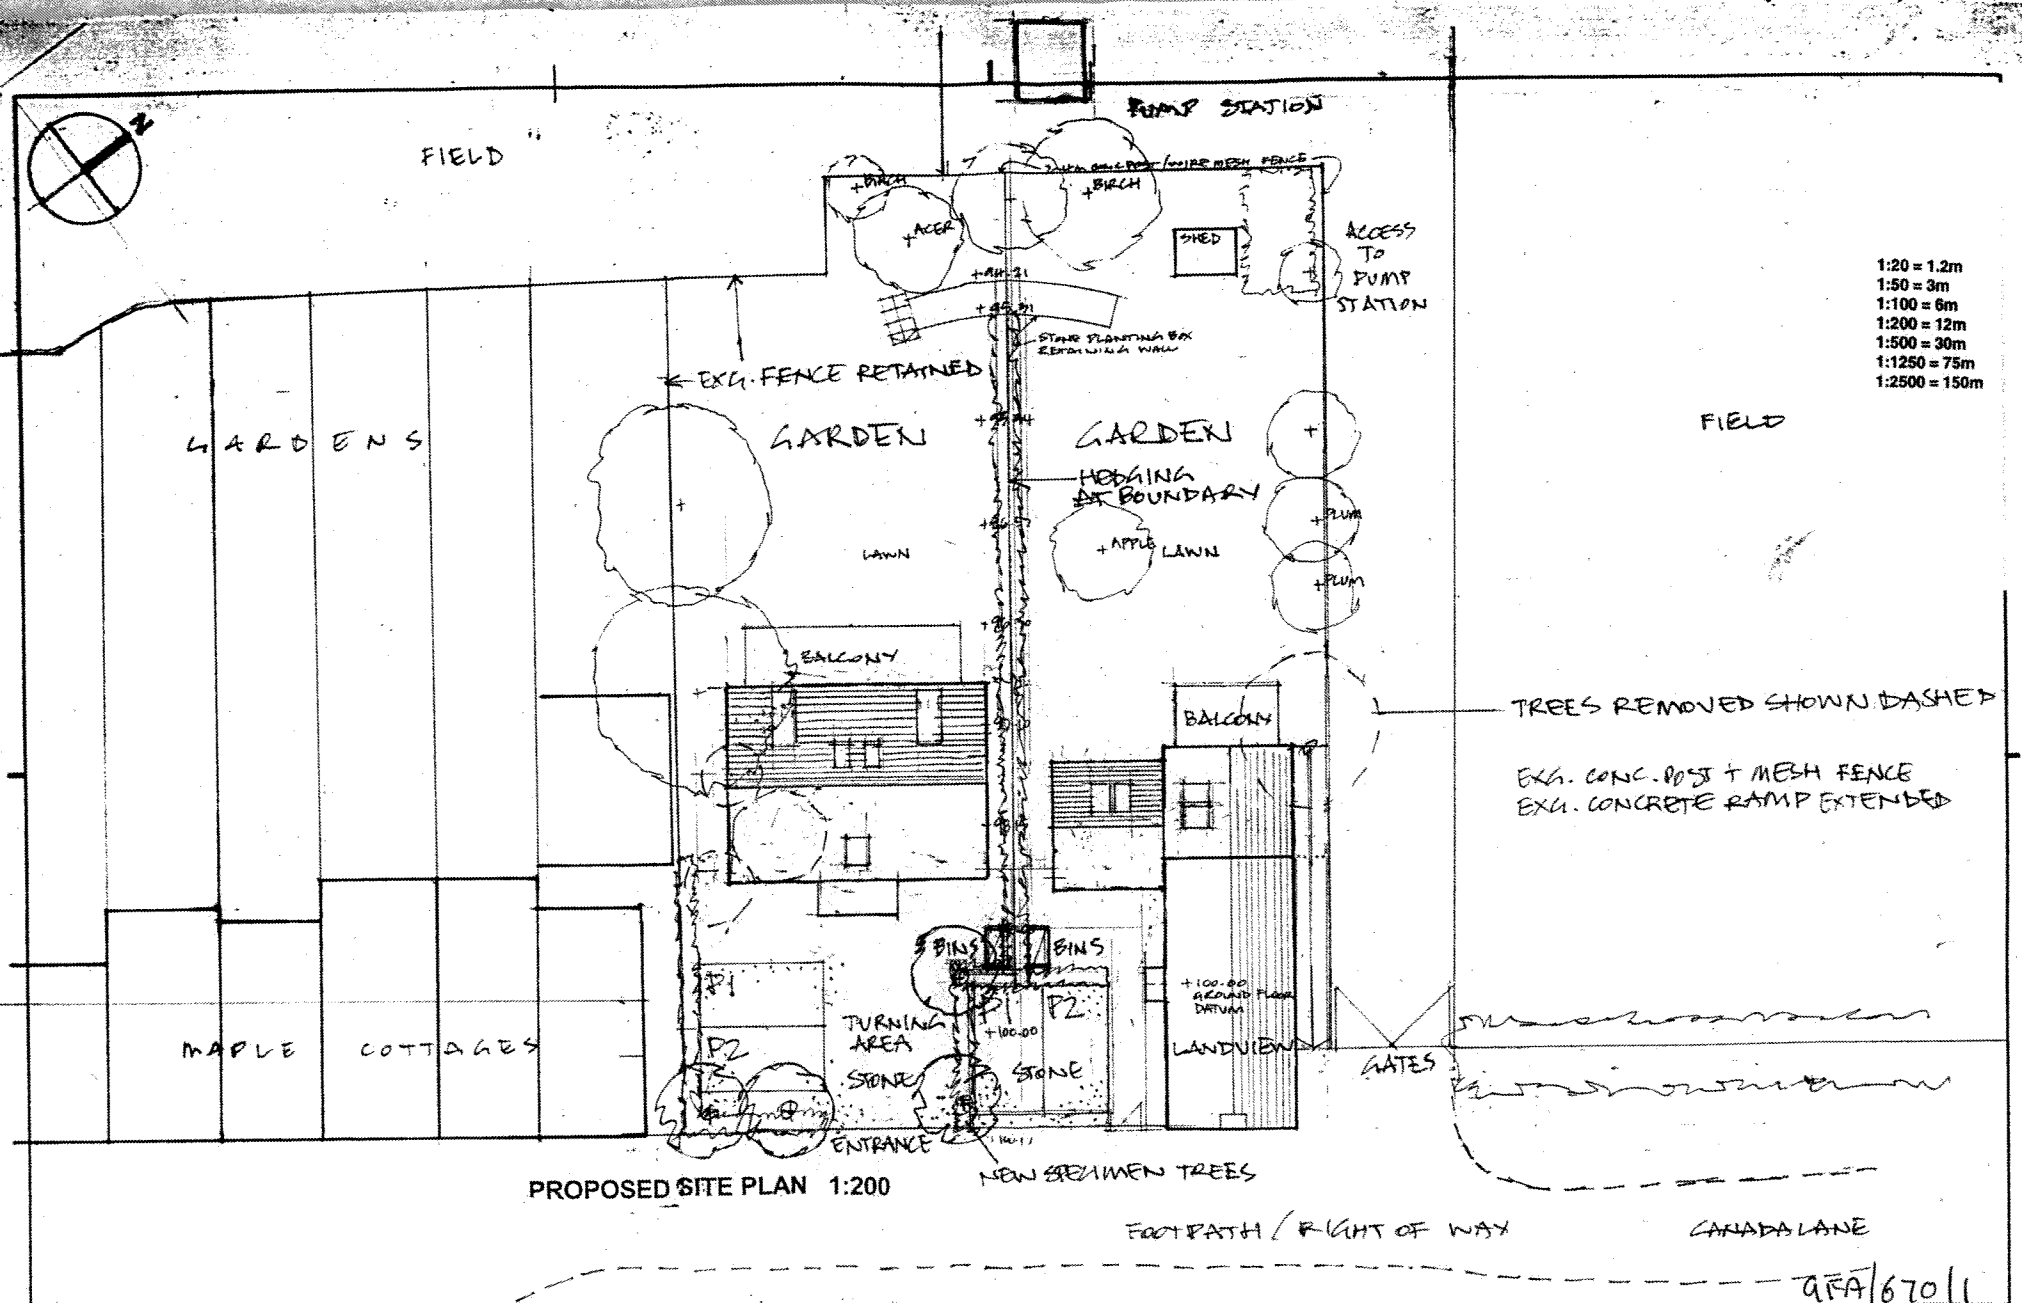 PUMP STATION
N
FIELD
CONC. POST/WIRE MESH FENCE
BIRCH
BIRCH
ACER
SHED
ACCESS
TO
PUMP
STATION
1:20 = 1.2m
1:50 = 3m
1:100 = 6m
1:200 = 12m
1:500 = 30m
1:1250 = 75m
1:2500 = 150m
STONE PLANTING BOX
RETAINING WALL
EXG. FENCE RETAINED
FIELD
GARDENS
GARDEN
GARDEN
HEDGING
AT BOUNDARY
PLUM
LAWN
APPLE
LAWN
PLUM
BALCONY
TREES REMOVED SHOWN DASHED
BALCONY
EXG. CONC. POST + MESH FENCE
EXG. CONCRETE RAMP EXTENDED
BINS
BINS
P1
+100.00
GROUND FLOOR
DATUM
P2
TURNING
AREA
+100.00
P2
MAPLE COTTAGES
LANDVIEW
GATES
STONE
STONE
ENTRANCE
NEW SPECIMEN TREES
PROPOSED SITE PLAN 1:200
FOOTPATH / RIGHT OF WAY
CANADA LANE
GFA/670/1